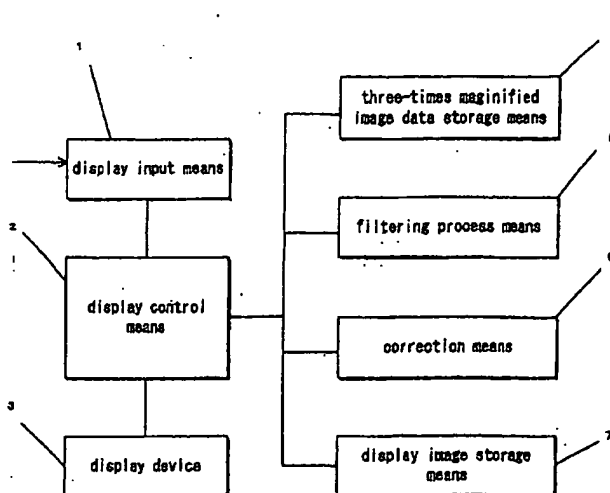 1
three-times maginified
image data storage means
display input means
filtering process means
2
display control
means
correction means
3
display device
display image storage
means
7